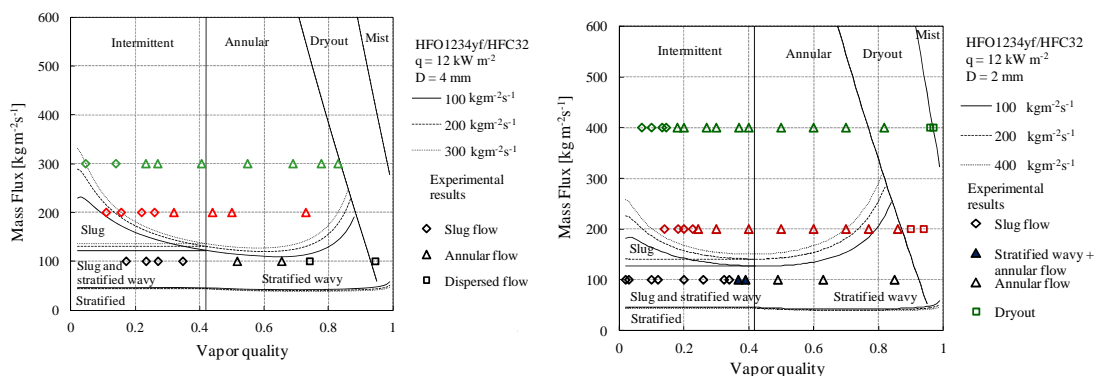 600
500
400
300
200
100
0
Mass Flux [kg m⁻²s⁻¹]
Intermittent
Annular
Dryout
Mist
Slug
Slug and
stratified wavy
Stratified wavy
Stratified
0
0.2
0.4
0.6
0.8
1
Vapor quality
HFO1234yf/HFC32
q = 12 kW m⁻²
D = 4 mm
100 kgm⁻²s⁻¹
200 kgm⁻²s⁻¹
300 kgm⁻²s⁻¹
Experimental
results
Slug flow
Annular flow
Dispersed flow
600
500
400
300
200
100
0
Mass Flux [kg m⁻²s⁻¹]
Intermittent
Annular
Dryout
Mist
Slug
Slug and stratified wavy
Stratified wavy
Stratified
0
0.2
0.4
0.6
0.8
1
Vapor quality
HFO1234yf/HFC32
q = 12 kW m⁻²
D = 2 mm
100 kgm⁻²s⁻¹
200 kgm⁻²s⁻¹
400 kgm⁻²s⁻¹
Experimental
results
Slug flow
Stratified wavy +
annular flow
Annular flow
Dryout